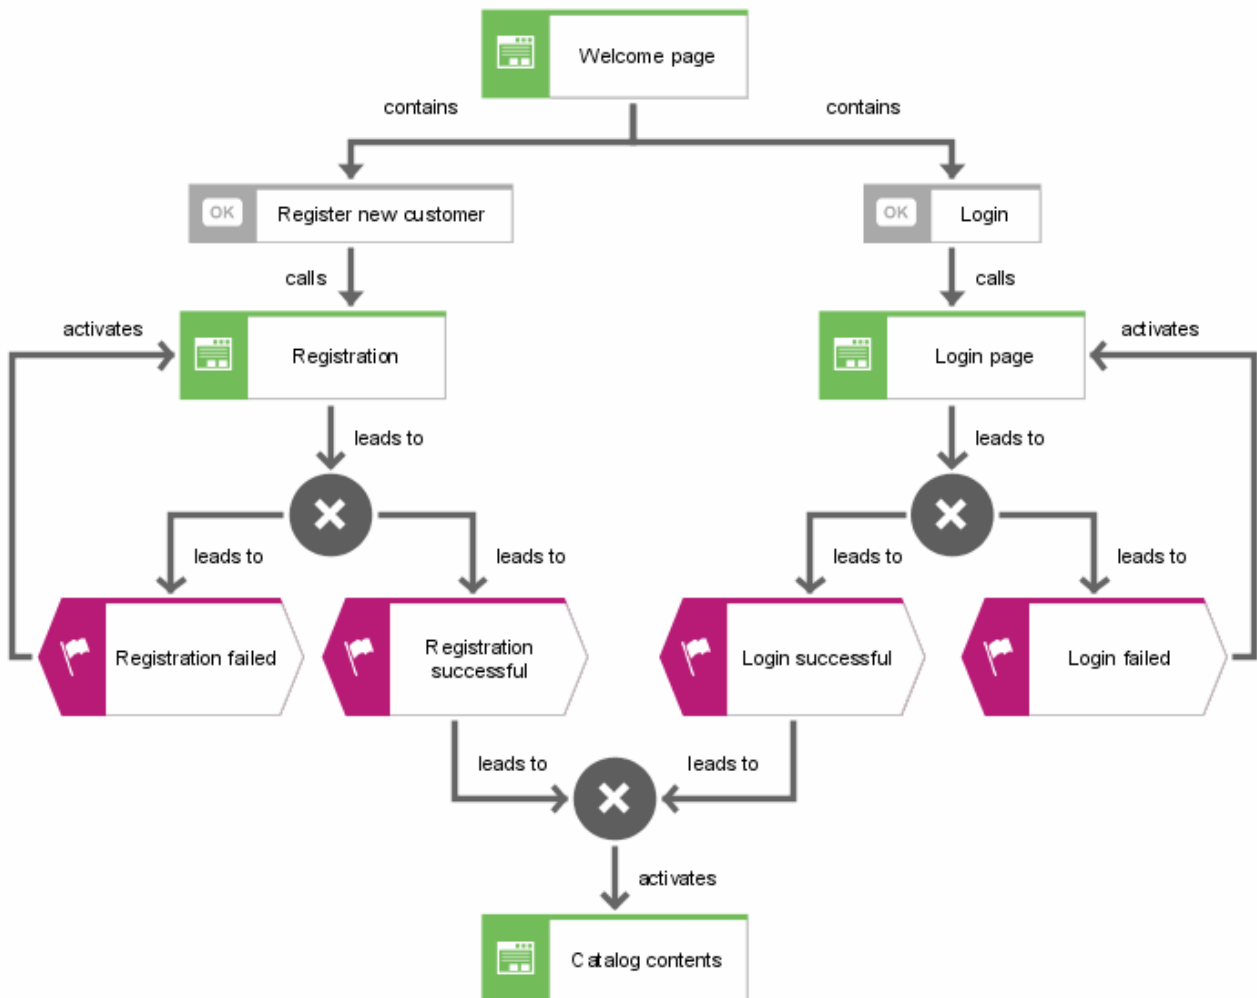 Welcome page
contains
contains
OK
Register new customer
OK
Login
calls
calls
activates
activates
Registration
Login page
leads to
leads to
leads to
leads to
leads to
leads to
Registration failed
Registration
successful
Login successful
Login failed
leads to
leads to
activates
Catalog contents